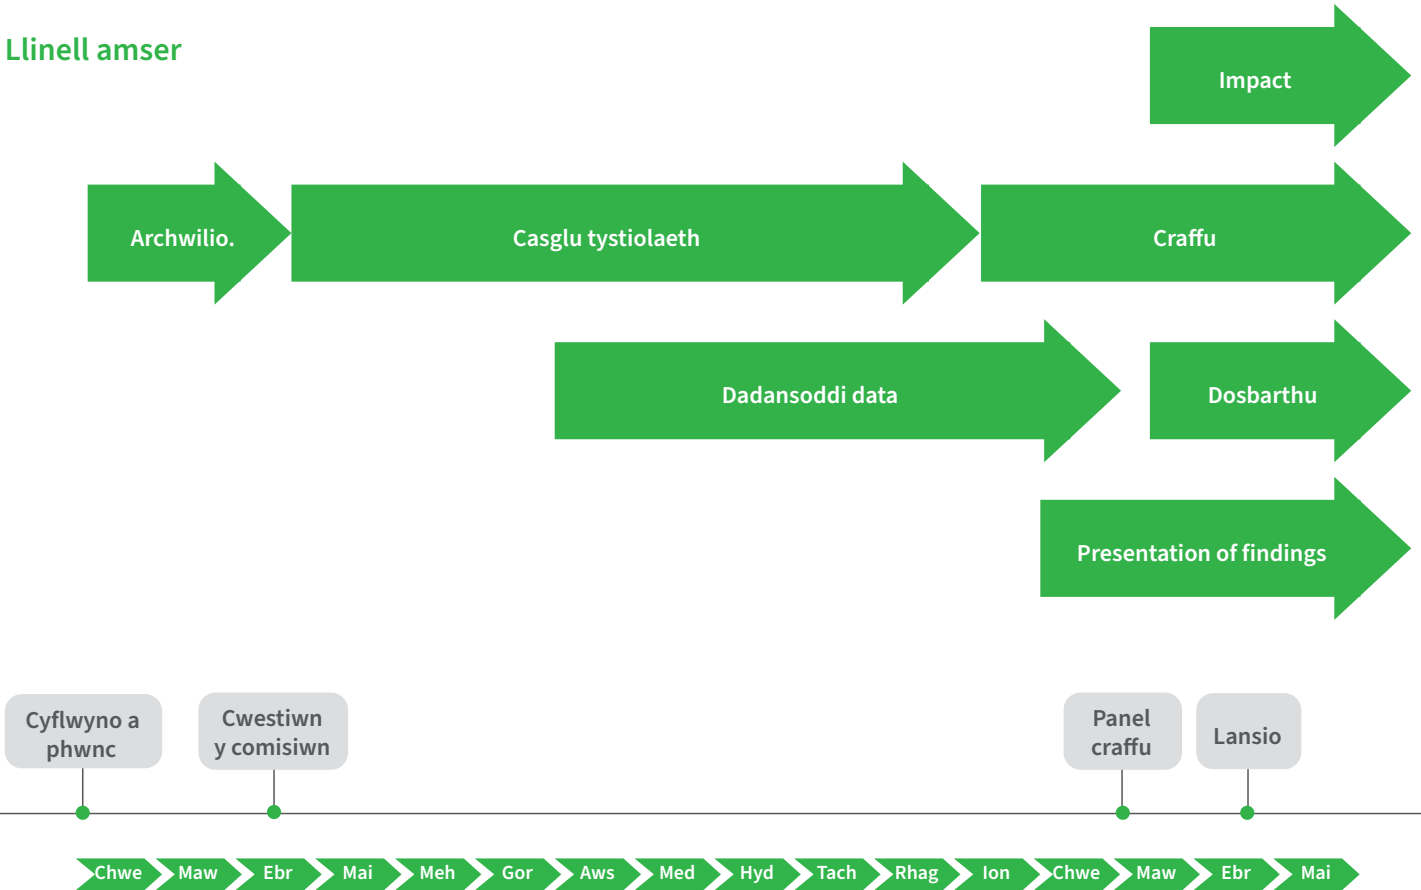 Llinell amser
Impact
Archwilio.
Casglu tystiolaeth
Craffu
Dadansoddi data
Dosbarthu
Presentation of findings
Cyflwyno a
phwnc
Cwestiwn
y comisiwn
Panel
craffu
Lansio
Chwe Maw Ebr Mai Meh Gor Aws Med Hyd Tach Rhag Ion Chwe Maw Ebr Mai